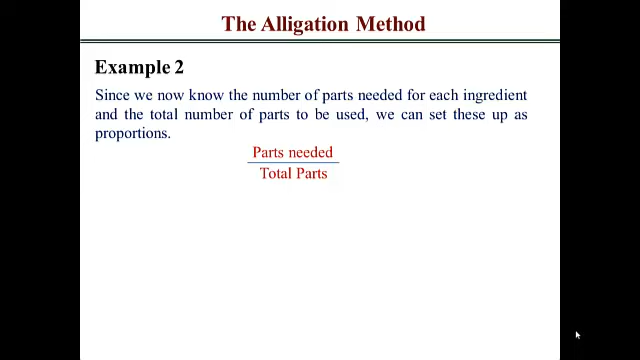 The Alligation Method
Example 2
Since we now know the number of parts needed for each ingredient
and the total number of parts to be used, we can set these up as
proportions.
Parts needed
Total Parts